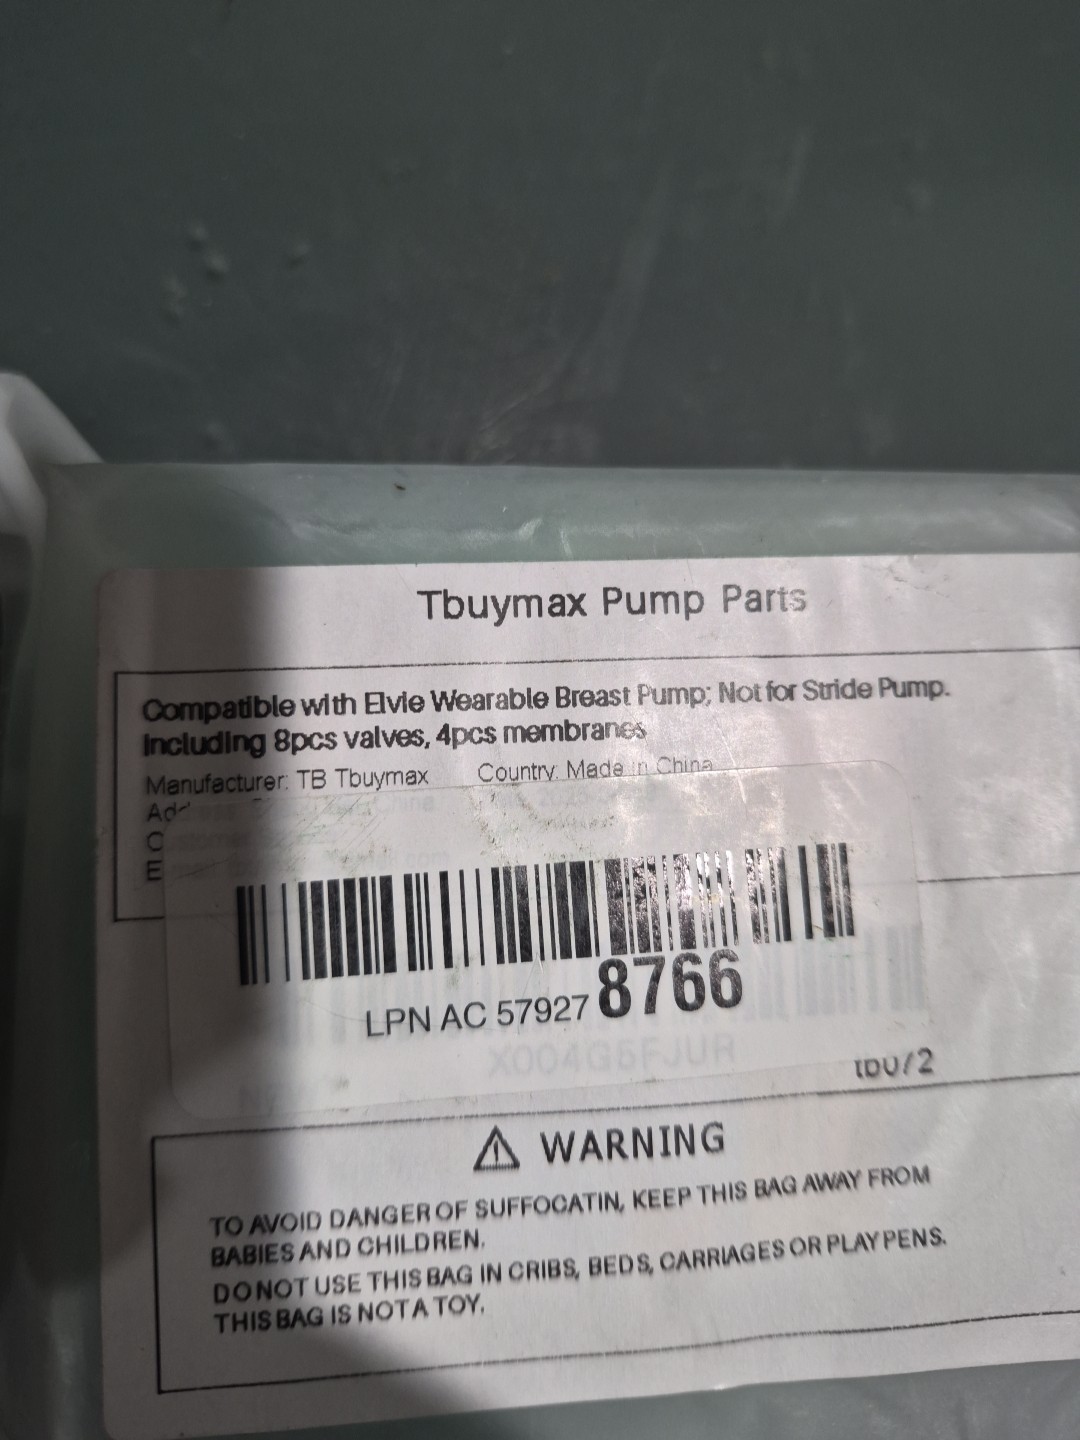 Tbuymax Pump Parts
Compatible with Elvie Wearable Breast Pump; Not for Stride Pump.
Including 8pcs valves, 4pcs membranes
Manufacturer: TB Tbuymax Country: Made in China
LPN AC 57927 8766
X004G5FJUR
WARNING
TO AVOID DANGER OF SUFFOCATIN, KEEP THIS BAG AWAY FROM
BABIES AND CHILDREN.
DO NOT USE THIS BAG IN CRIBS, BEDS, CARRIAGES OR PLAYPENS.
THIS BAG IS NOT A TOY.